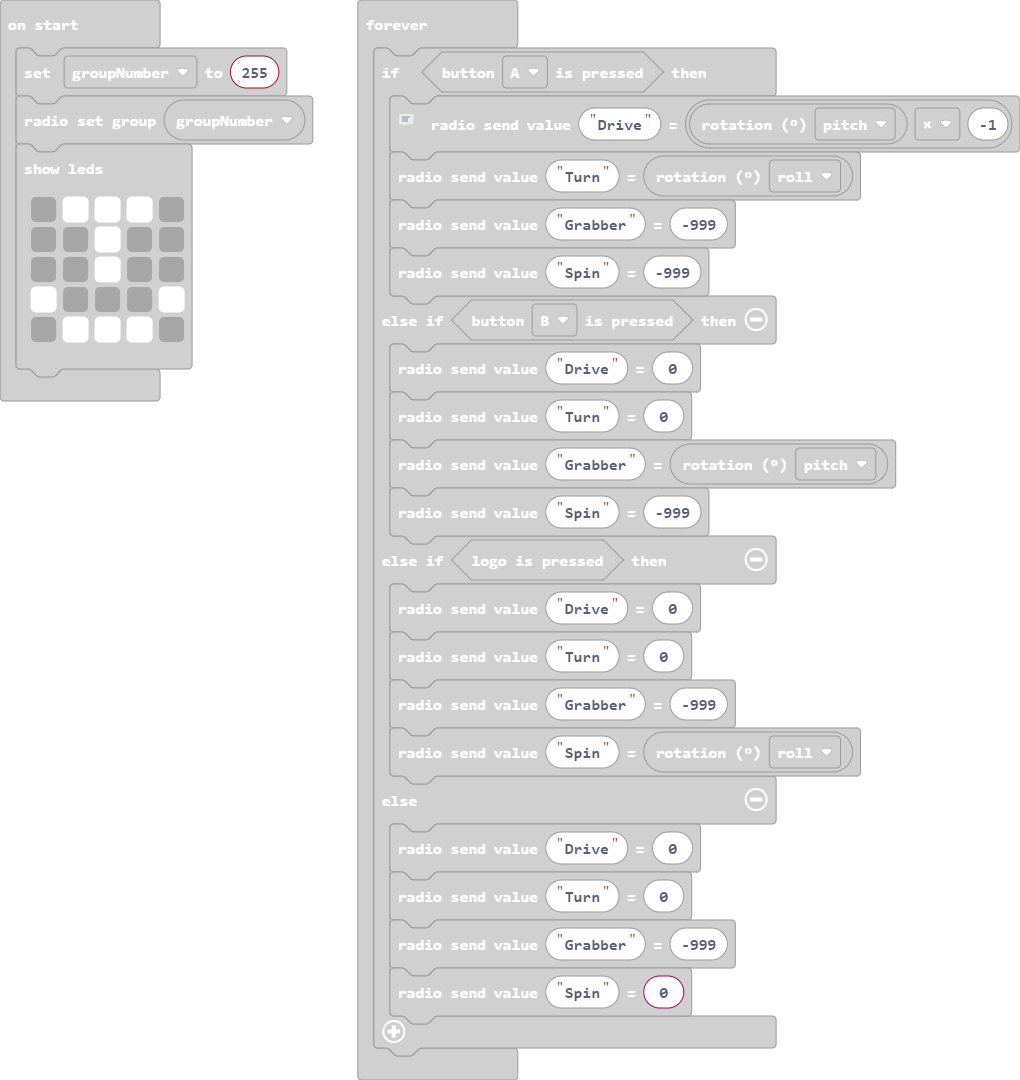 on start
set groupNumber to 255
radio set group groupNumber
show leds
forever
if button A is pressed then
radio send value "Drive" = rotation (º) pitch × -1
radio send value "Turn" = rotation (º) roll
radio send value "Grabber" = -999
radio send value "Spin" = -999
else if button B is pressed then
radio send value "Drive" = 0
radio send value "Turn" = 0
radio send value "Grabber" = rotation (º) pitch
radio send value "Spin" = -999
else if logo is pressed then
radio send value "Drive" = 0
radio send value "Turn" = 0
radio send value "Grabber" = -999
radio send value "Spin" = rotation (º) roll
else
radio send value "Drive" = 0
radio send value "Turn" = 0
radio send value "Grabber" = -999
radio send value "Spin" = 0